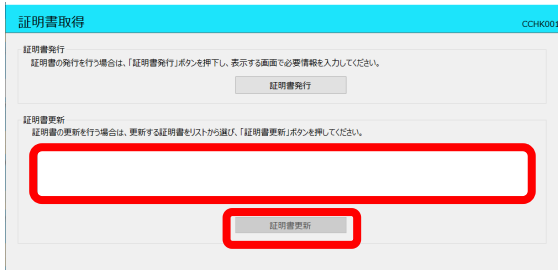 証明書取得
CCHK001
証明書発行
証明書の発行を行う場合は、「証明書発行」ボタンを押下し、表示する画面で必要情報を入力してください。
証明書発行
証明書更新
証明書の更新を行う場合は、更新する証明書をリストから選び、「証明書更新」ボタンを押してください。
証明書更新